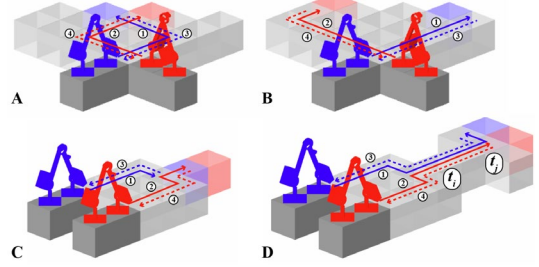 ④ ② ① ③
A
② ① ④ ③
B
③ ① ② ④
C
③ ① ② ④ t_i t_j
D